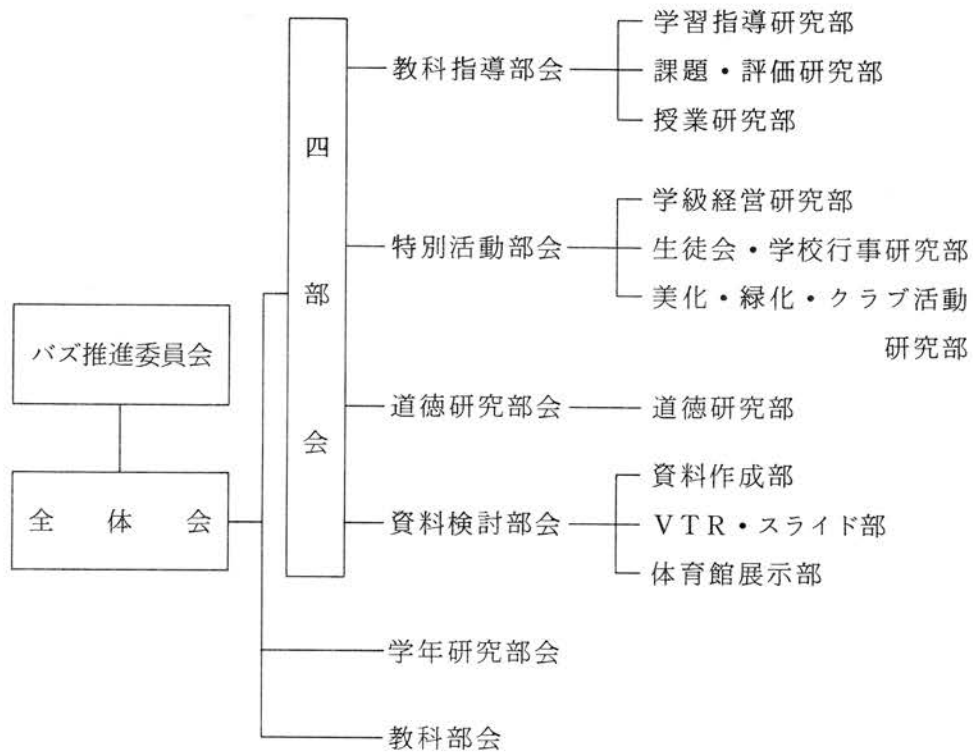 バズ推進委員会
全体会
四部会
教科指導部会
学習指導研究部
課題・評価研究部
授業研究部
特別活動部会
学級経営研究部
生徒会・学校行事研究部
美化・緑化・クラブ活動
研究部
道徳研究部会
道徳研究部
資料検討部会
資料作成部
VTR・スライド部
体育館展示部
学年研究部会
教科部会